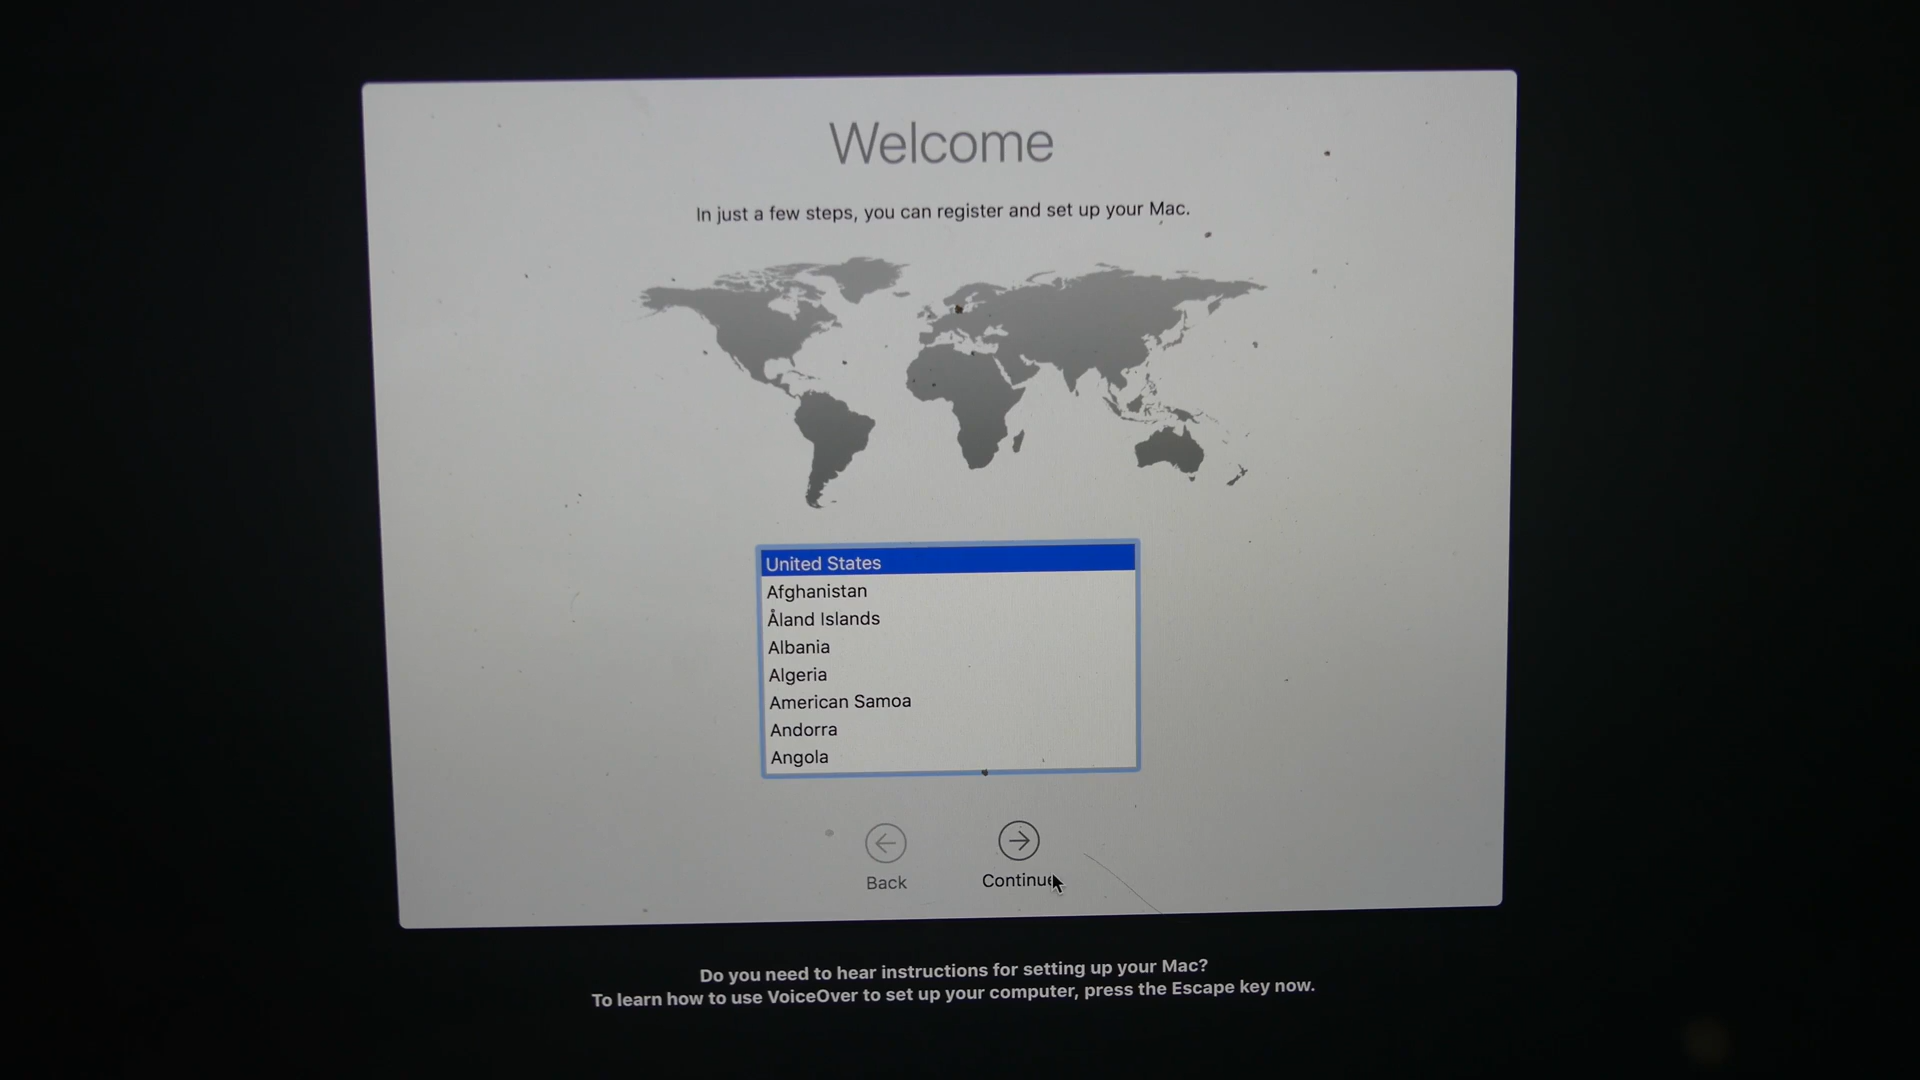 Welcome
In just a few steps, you can register and set up your Mac.
United States
Afghanistan
Åland Islands
Albania
Algeria
American Samoa
Andorra
Angola
Back
Continue
Do you need to hear instructions for setting up your Mac?
To learn how to use VoiceOver to set up your computer, press the Escape key now.